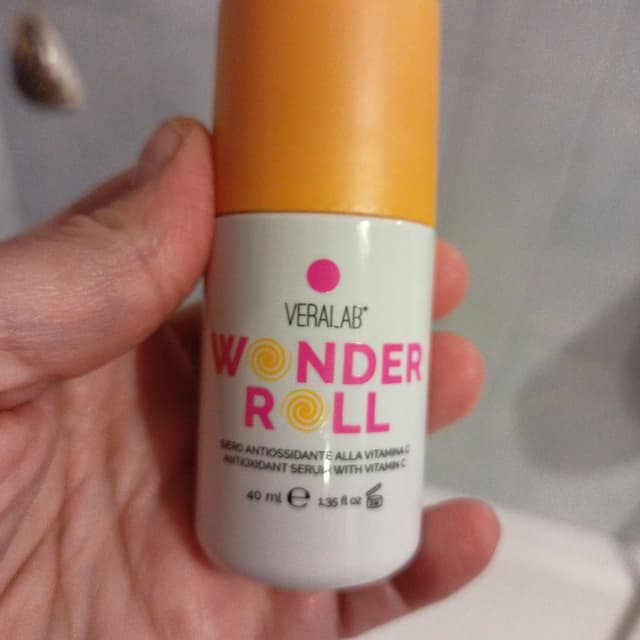 VERALAB
WONDER
ROLL
SIERO ANTIOSSIDANTE ALLA VITAMINA C
ANTIOXIDANT SERUM WITH VITAMIN C
40 ml ℮ 1.35 fl oz